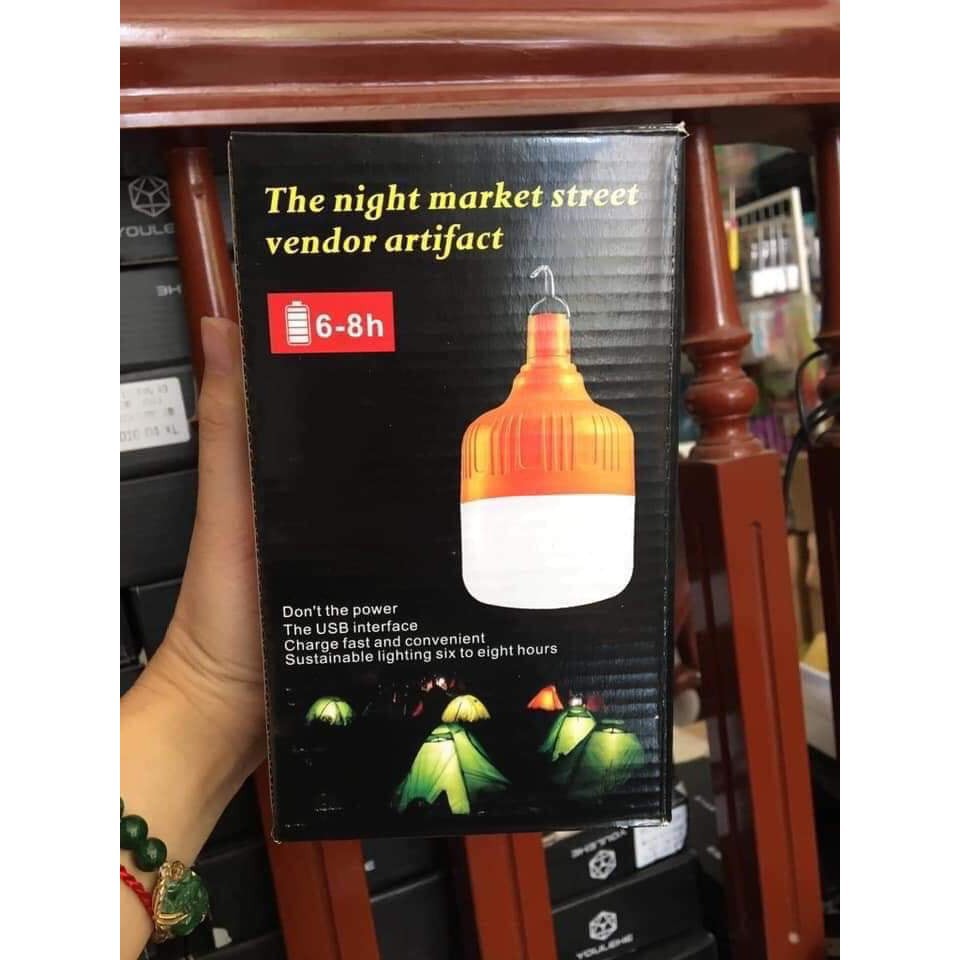 The night market street
vendor artifact
6-8h
Don't the power
The USB interface
Charge fast and convenient
Sustainable lighting six to eight hours
YOULEHE